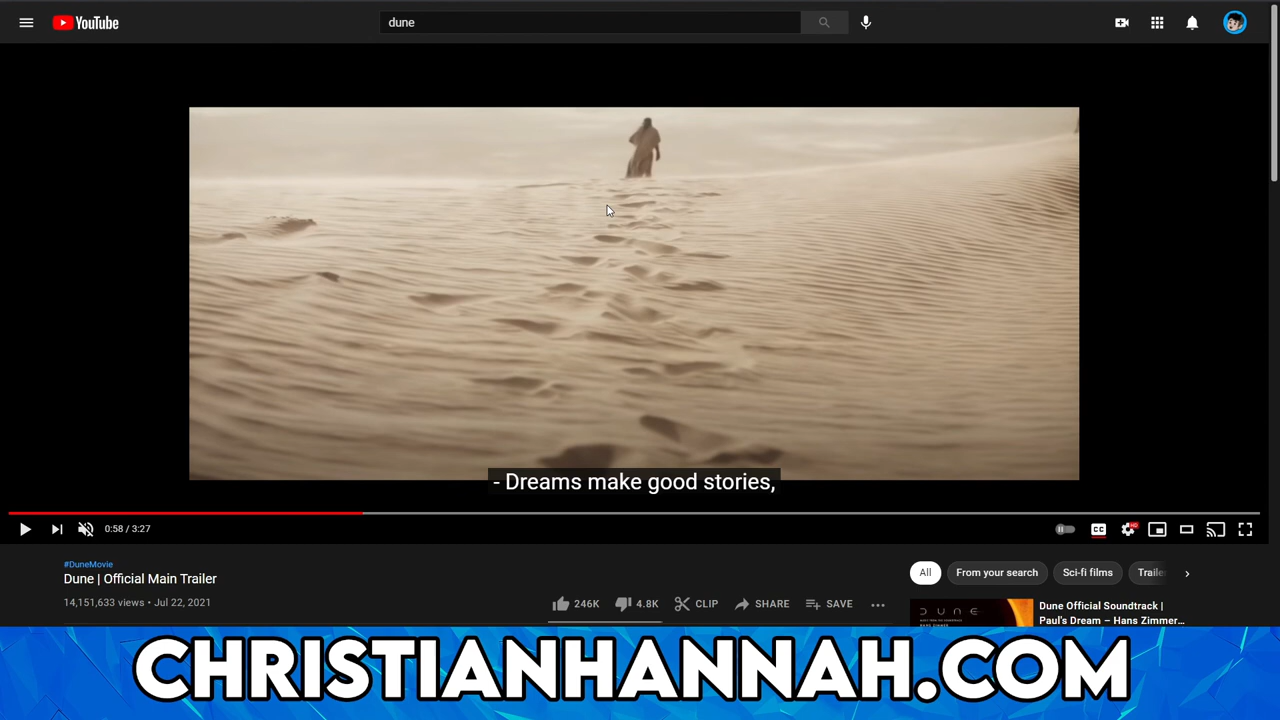 YouTube
dune
- Dreams make good stories,
0:58 / 3:27
CC
HD
#DuneMovie
Dune | Official Main Trailer
14,151,633 views • Jul 22, 2021
246K
4.8K
CLIP
SHARE
SAVE
All
From your search
Sci-fi films
Traile
DUNE
Dune Official Soundtrack |
Paul's Dream – Hans Zimmer...
CHRISTIANHANNAH.COM